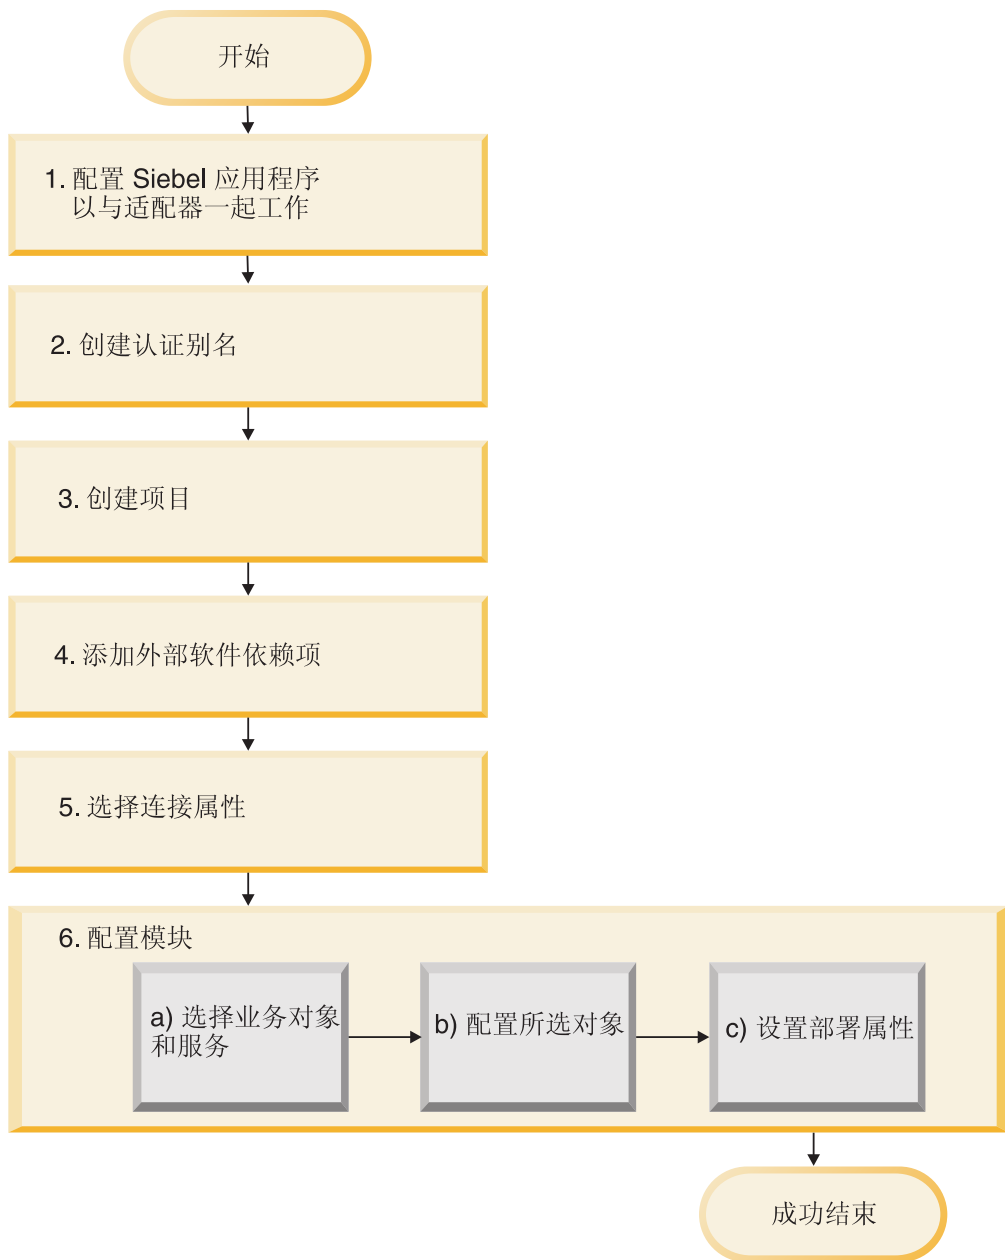 开始
1. 配置 Siebel 应用程序
以与适配器一起工作
2. 创建认证别名
3. 创建项目
4. 添加外部软件依赖项
5. 选择连接属性
6. 配置模块
a) 选择业务对象
和服务
b) 配置所选对象
c) 设置部署属性
成功结束